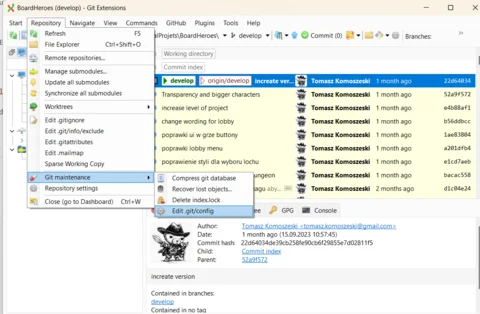 BoardHeroes (develop) - Git Extensions
Start Repository Navigate View Commands GitHub Plugins Tools Help
Refresh F5
File Explorer Ctrl+Shift+O
Remote repositories...
Manage submodules...
Update all submodules
Synchronize all submodules
Worktrees
Edit .gitignore
Edit .git/info/exclude
Edit .gitattributes
Edit .mailmap
Sparse Working Copy
Git maintenance
Repository settings
Close (go to Dashboard) Ctrl+W
Compress git database
Recover lost objects...
Delete index.lock
Edit .git/config
\BoardHeroes\ develop Commit (0) Branches:
Working directory
Commit index
develop origin/develop increase ver... Tomasz Komoszeski 1 month ago 22d64034
Transparency and bigger characters Tomasz Komoszeski 1 month ago 52a9f572
increase level of project Tomasz Komoszeski 1 month ago e4b88af1
change wording for lobby Tomasz Komoszeski 1 month ago b56ddbcc
poprawki ui w grze buttony Tomasz Komoszeski 1 month ago 1ae83804
poprawki lobby menu Tomasz Komoszeski 1 month ago a201dfb4
poprawienie styli dla wyboru lochu Tomasz Komoszeski 1 month ago e1cd7aeb
Tomasz Komoszeski 1 month ago bacac558
Tomasz Komoszeski 2 month ago d1c04e24
GPG Console
Author: Tomasz Komoszeski <tomasz.komoszeski@gmail.com>
Date: 1 month ago (15.09.2023 10:57:45)
Commit hash: 22d64034de39cb258fe90cb6f29855e7d02811f5
Child: Commit index
Parent: 52a9f572
increate version
Contained in branches:
develop
Contained in no tag